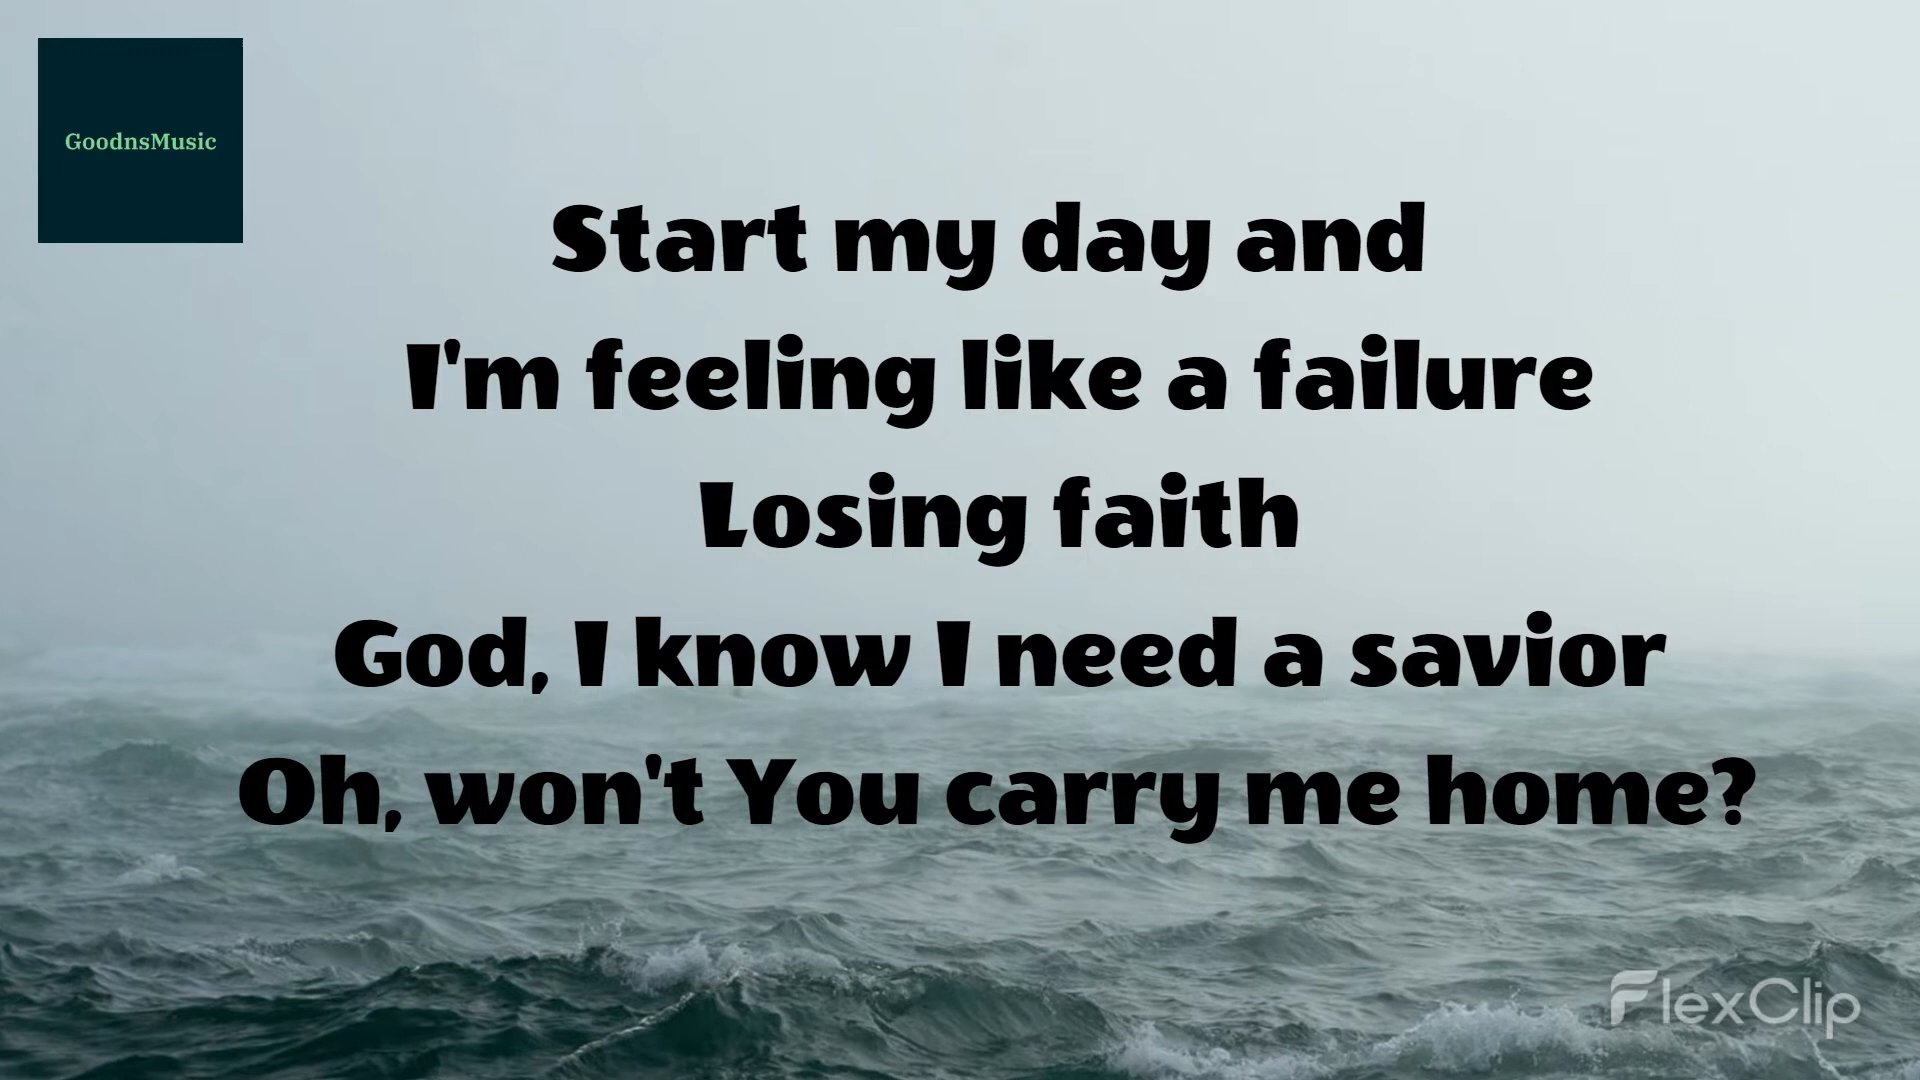 GoodnsMusic
Start my day and
I'm feeling like a failure
Losing faith
God, I know I need a savior
Oh, won't You carry me home?
FlexClip